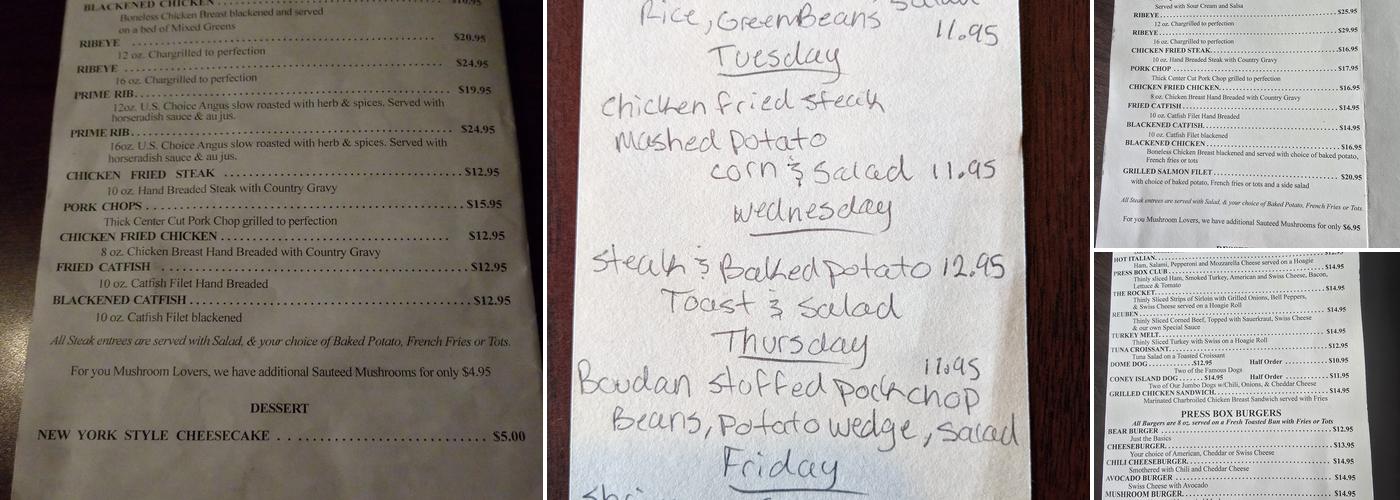 BLACKENED CHICKEN
Boneless Chicken Breast blackened and served
on a bed of Mixed Greens
RIBEYE ........ $20.95
12 oz. Chargrilled to perfection
RIBEYE ........ $24.95
16 oz. Chargrilled to perfection
PRIME RIB........ $19.95
12oz. U.S. Choice Angus slow roasted with herb & spices. Served with
horseradish sauce & au jus.
PRIME RIB........ $24.95
16oz. U.S. Choice Angus slow roasted with herb & spices. Served with
horseradish sauce & au jus.
CHICKEN FRIED STEAK ........ $12.95
10 oz. Hand Breaded Steak with Country Gravy
PORK CHOPS ........ $15.95
Thick Center Cut Pork Chop grilled to perfection
CHICKEN FRIED CHICKEN ........ $12.95
8 oz. Chicken Breast Hand Breaded with Country Gravy
FRIED CATFISH ........ $12.95
10 oz. Catfish Filet Hand Breaded
BLACKENED CATFISH ........ $12.95
10 oz. Catfish Filet blackened
All Steak entrees are served with Salad, & your choice of Baked Potato, French Fries or Tots.
For you Mushroom Lovers, we have additional Sauteed Mushrooms for only $4.95
DESSERT
NEW YORK STYLE CHEESECAKE ........ $5.00
Rice, Green Beans
11.95
Tuesday
Chicken fried steak
Mashed potato
corn & Salad 11.95
Wednesday
Steak & Baked potato 12.95
Toast & Salad
Thursday
11.95
Boudan stoffed porkchop
Beans, potato wedge, salad
Friday
Served with Sour Cream and Salsa
RIBEYE ........ $25.95
12 oz. Chargrilled to perfection
RIBEYE ........ $29.95
16 oz. Chargrilled to perfection
CHICKEN FRIED STEAK ........ $16.95
10 oz. Hand Breaded Steak with Country Gravy
PORK CHOP ........ $17.95
Thick Center Cut Pork Chop grilled to perfection
CHICKEN FRIED CHICKEN ........ $16.95
8 oz. Chicken Breast Hand Breaded with Country Gravy
FRIED CATFISH ........ $14.95
10 oz. Catfish Filet Hand Breaded
BLACKENED CATFISH ........ $14.95
10 oz. Catfish Filet blackened
BLACKENED CHICKEN ........ $16.95
Boneless Chicken Breast blackened and served with choice of baked potato,
French fries or tots
GRILLED SALMON FILET ........ $20.95
with choice of baked potato, French fries or tots and a side salad
All Steak entrees are served with Salad, & your choice of Baked Potato, French Fries or Tots
For you Mushroom Lovers, we have additional Sauteed Mushrooms for only $6.95
HOT ITALIAN
Ham, Salami, Pepperoni and Mozzarella Cheese served on a Hoagie
PRESS BOX CLUB ........ $14.95
Thinly sliced Ham, Smoked Turkey, American and Swiss Cheese, Bacon,
Lettuce & Tomato
THE ROCKET ........ $14.95
Thinly Sliced Strips of Sirloin with Grilled Onions, Bell Peppers,
& Swiss Cheese served on a Hoagie Roll
REUBEN ........ $14.95
Thinly Sliced Corned Beef, Topped with Sauerkraut, Swiss Cheese
& our own Special Sauce
TURKEY MELT ........ $14.95
Thinly Sliced Turkey with Swiss on a Hoagie Roll
TUNA CROISSANT ........ $12.95
Tuna Salad on a Toasted Croissant
DOME DOG ........ $12.95 Half Order ........ $10.95
Two of the Famous Dogs
CONEY ISLAND DOG ........ $14.95 Half Order ........ $11.95
Two of Our Jumbo Dogs w/Chili, Onions, & Cheddar Cheese
GRILLED CHICKEN SANDWICH ........ $14.95
Marinated Charbroiled Chicken Breast Sandwich served with Fries
PRESS BOX BURGERS
All Burgers are 8 oz. served on a Fresh Toasted Bun with Fries or Tots
BEAR BURGER ........ $12.95
Just the Basics
CHEESEBURGER ........ $13.95
Your choice of American, Cheddar or Swiss Cheese
CHILI CHEESEBURGER ........ $14.95
Smothered with Chili and Cheddar Cheese
AVOCADO BURGER ........ $14.95
Swiss Cheese with Avocado
MUSHROOM BURGER ........ $14.95